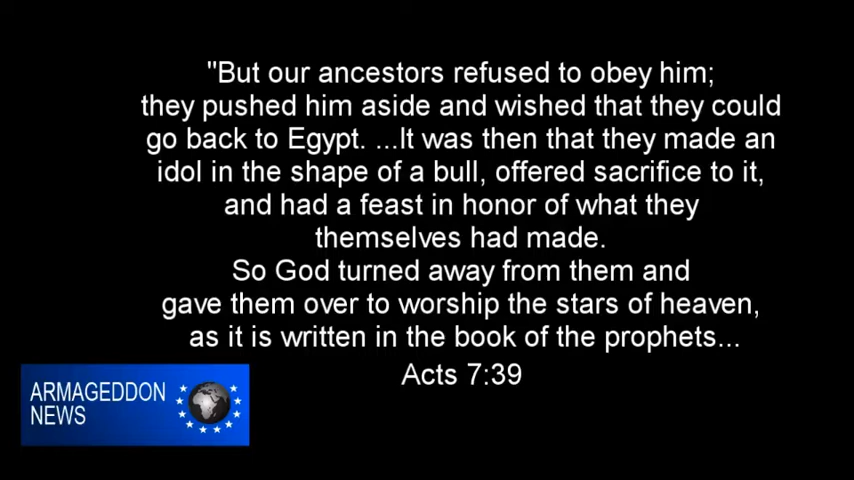 "But our ancestors refused to obey him;
they pushed him aside and wished that they could
go back to Egypt. ...It was then that they made an
idol in the shape of a bull, offered sacrifice to it,
and had a feast in honor of what they
themselves had made.
So God turned away from them and
gave them over to worship the stars of heaven,
as it is written in the book of the prophets...
Acts 7:39
ARMAGEDDON
NEWS